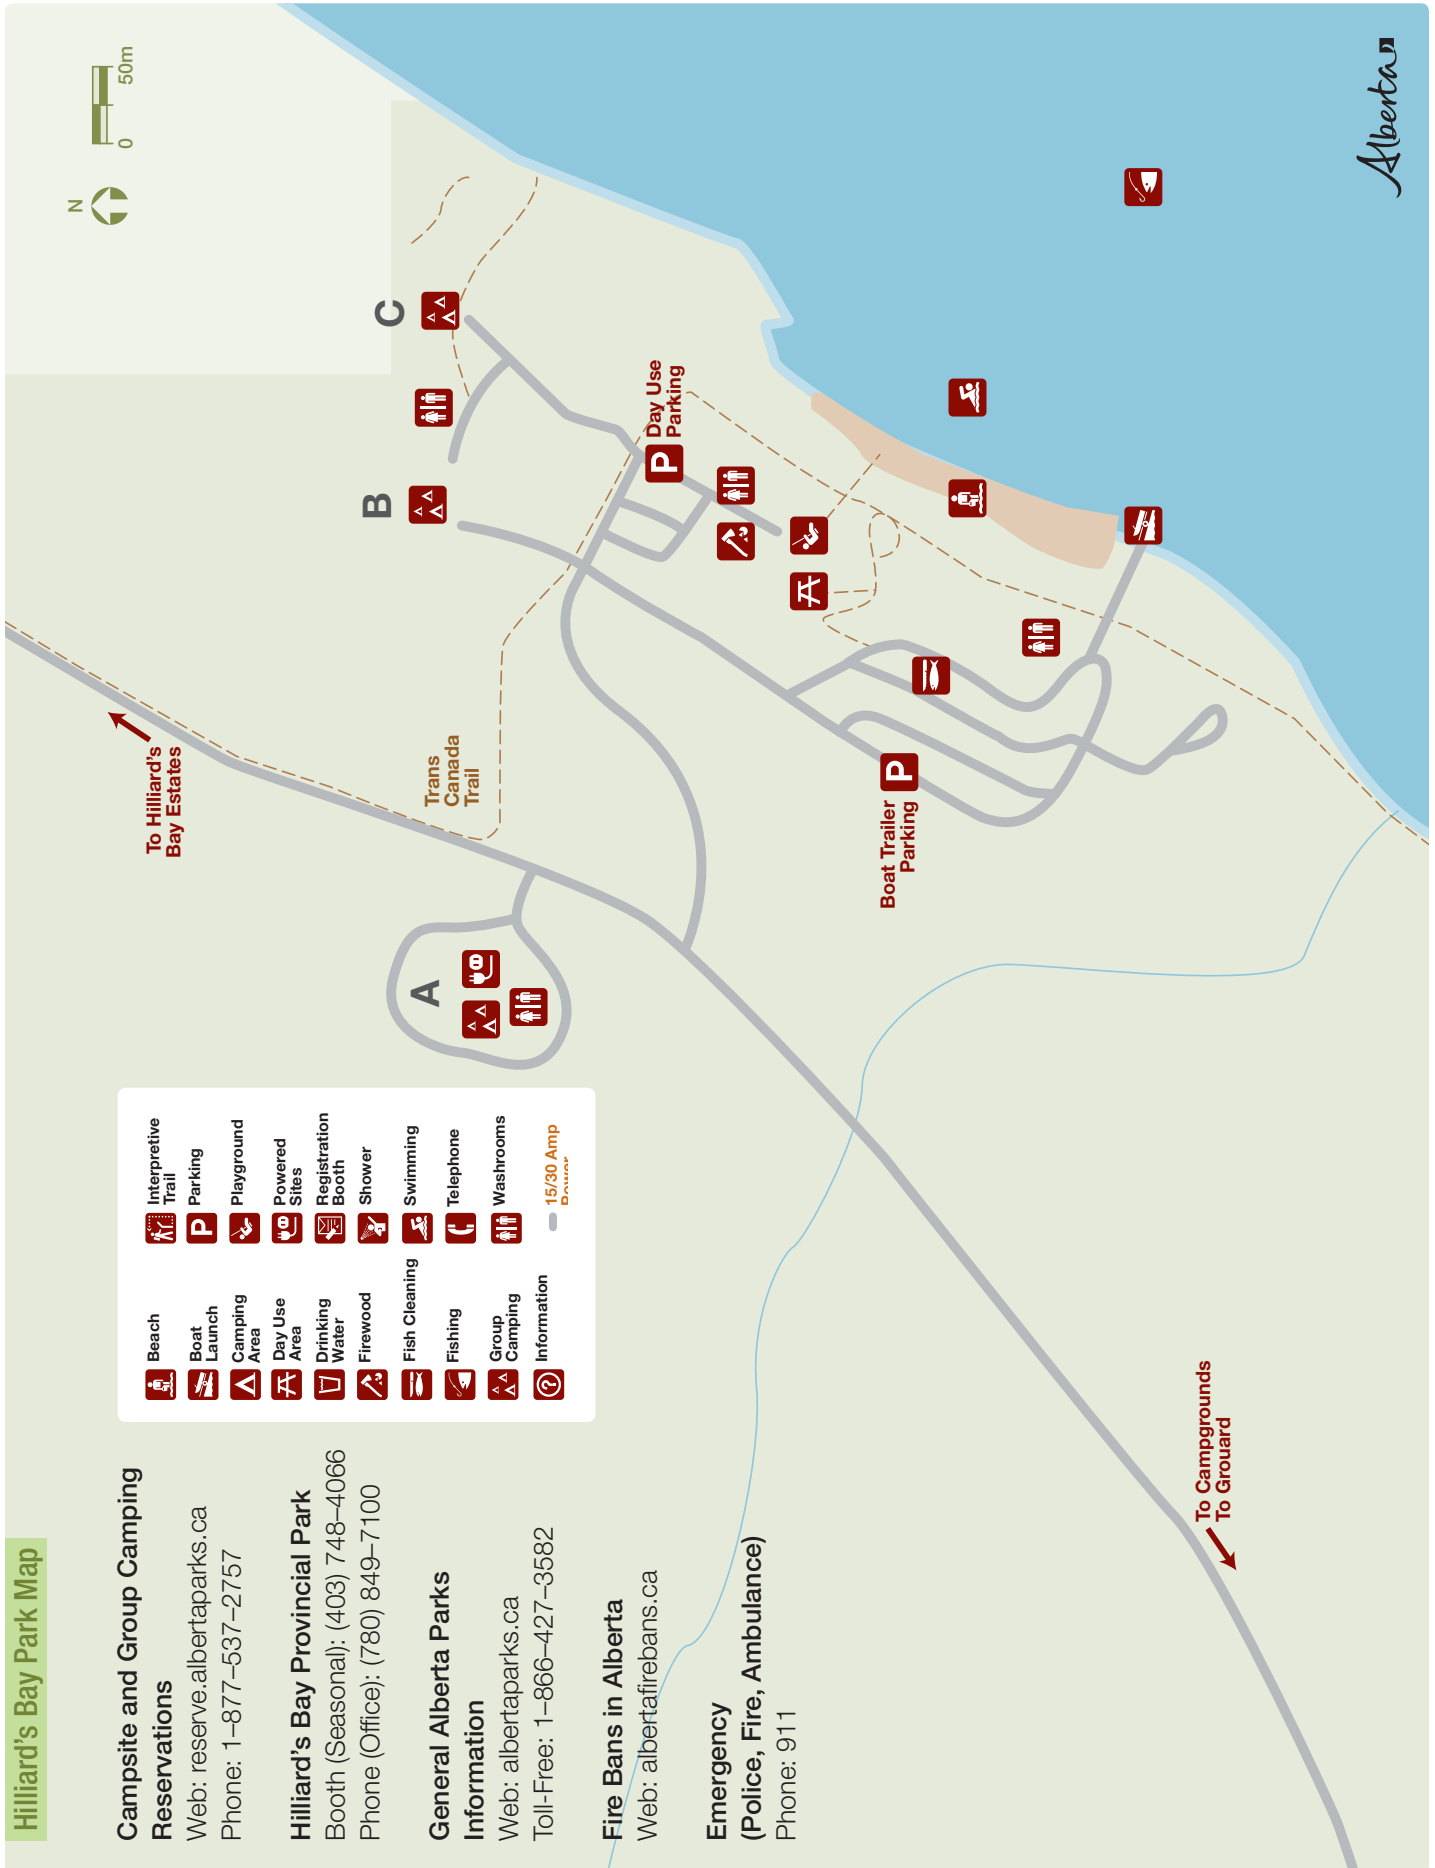 Hilliard's Bay Park Map
Campsite and Group Camping
Reservations
Web: reserve.albertaparks.ca
Phone: 1–877–537–2757
Hilliard's Bay Provincial Park
Booth (Seasonal): (403) 748–4066
Phone (Office): (780) 849–7100
General Alberta Parks
Information
Web: albertaparks.ca
Toll-Free: 1–866–427–3582
Fire Bans in Alberta
Web: albertafirebans.ca
Emergency
(Police, Fire, Ambulance)
Phone: 911
Beach
Boat
Launch
Camping
Area
Day Use
Area
Drinking
Water
Firewood
Fish Cleaning
Fishing
Group
Camping
Information
Interpretive
Trail
P
Parking
Playground
Powered
Sites
Registration
Booth
Shower
Swimming
Telephone
Washrooms
15/30 Amp
Power
To Hilliard's
Bay Estates
Trans
Canada
Trail
A
B
C
Day Use
Parking
P
Boat Trailer
Parking
P
To Campgrounds
To Grouard
N
0
50m
Alberta